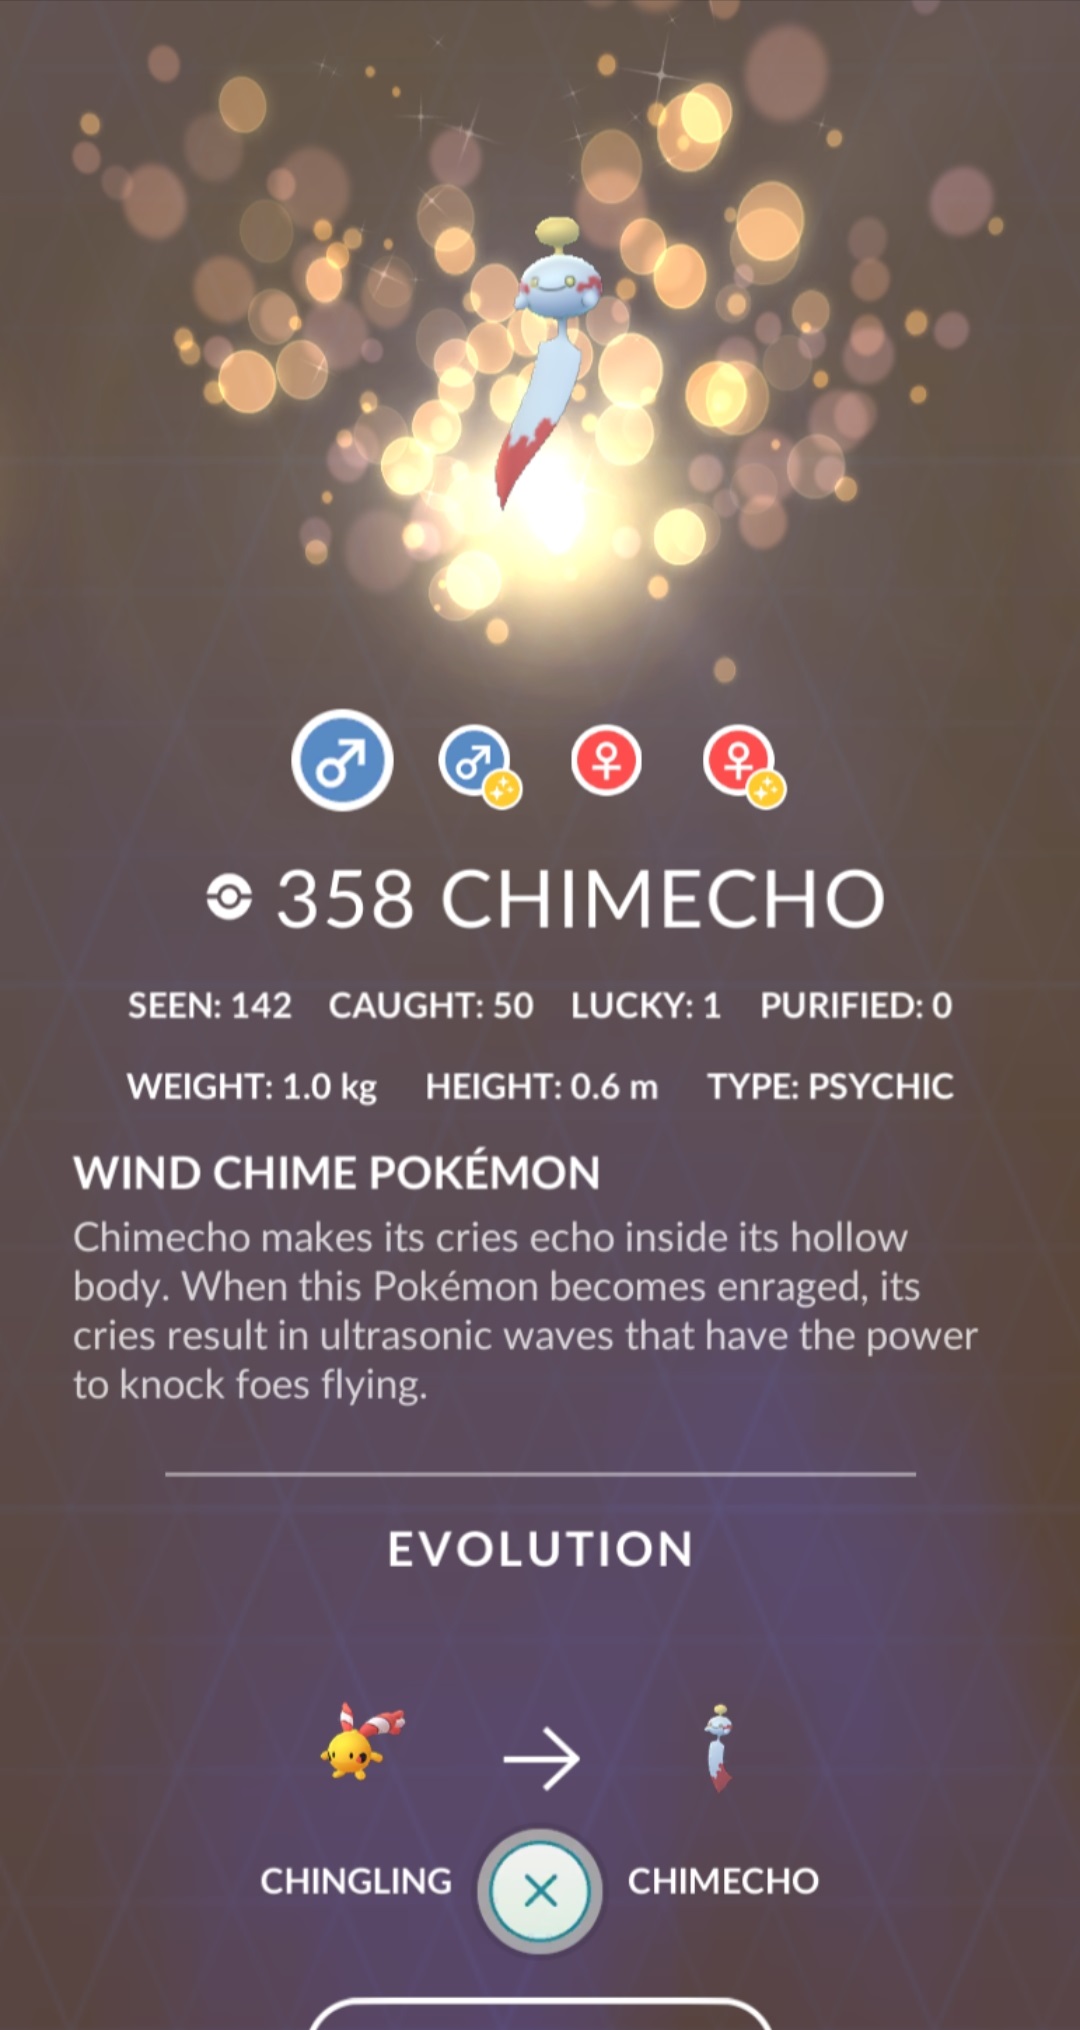 358 CHIMECHO
SEEN: 142 CAUGHT: 50 LUCKY: 1 PURIFIED: 0
WEIGHT: 1.0 kg HEIGHT: 0.6 m TYPE: PSYCHIC
WIND CHIME POKÉMON
Chimecho makes its cries echo inside its hollow
body. When this Pokémon becomes enraged, its
cries result in ultrasonic waves that have the power
to knock foes flying.
EVOLUTION
CHINGLING CHIMECHO